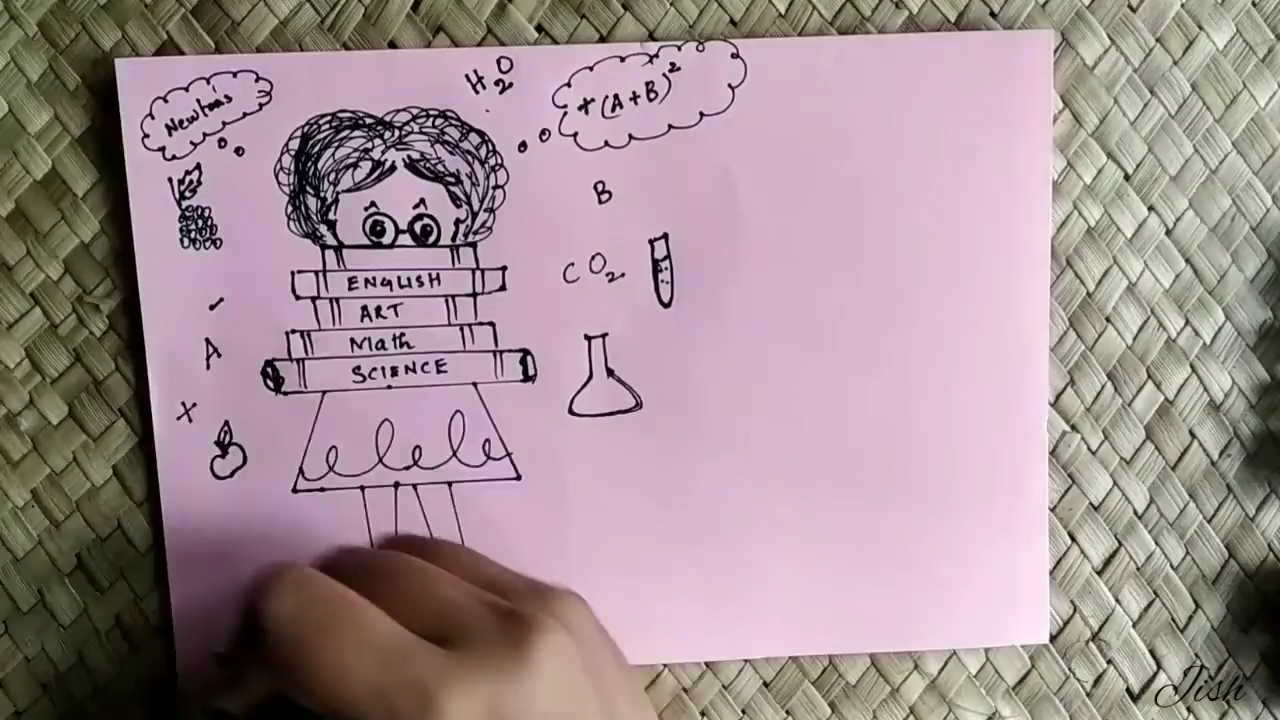 Newtons
H2O
+(A+B)²
B
CO2
ENGLISH
ART
Math
SCIENCE
A
X
Jish